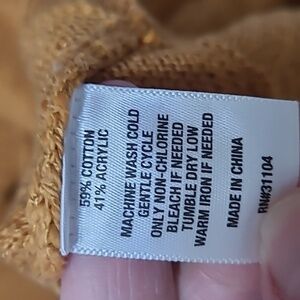 59% COTTON
41% ACRYLIC
MACHINE WASH COLD
GENTLE CYCLE
ONLY NON-CHLORINE
BLEACH IF NEEDED
TUMBLE DRY LOW
WARM IRON IF NEEDED
MADE IN CHINA
RN#31104